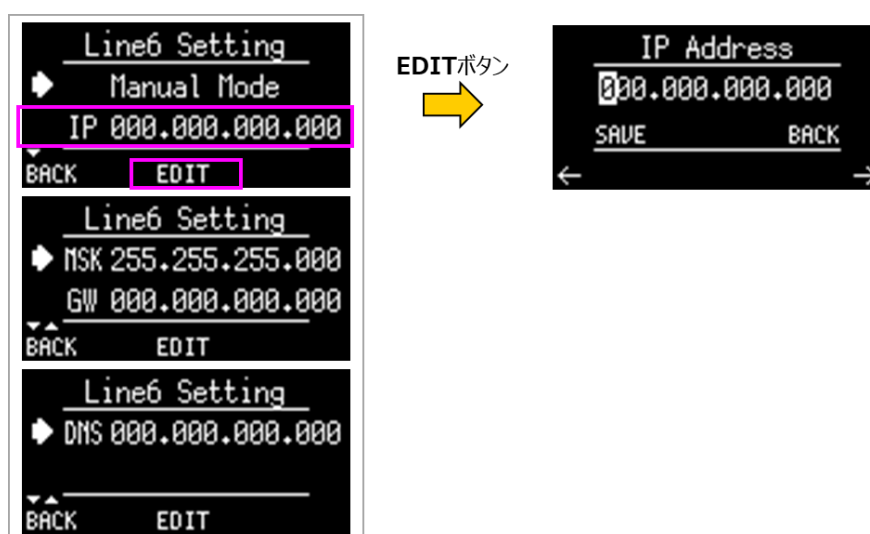 Line6 Setting
Manual Mode
IP 000.000.000.000
BACK EDIT
EDITボタン
IP Address
000.000.000.000
SAVE BACK
← →
Line6 Setting
MSK 255.255.255.000
GW 000.000.000.000
BACK EDIT
Line6 Setting
DNS 000.000.000.000
BACK EDIT